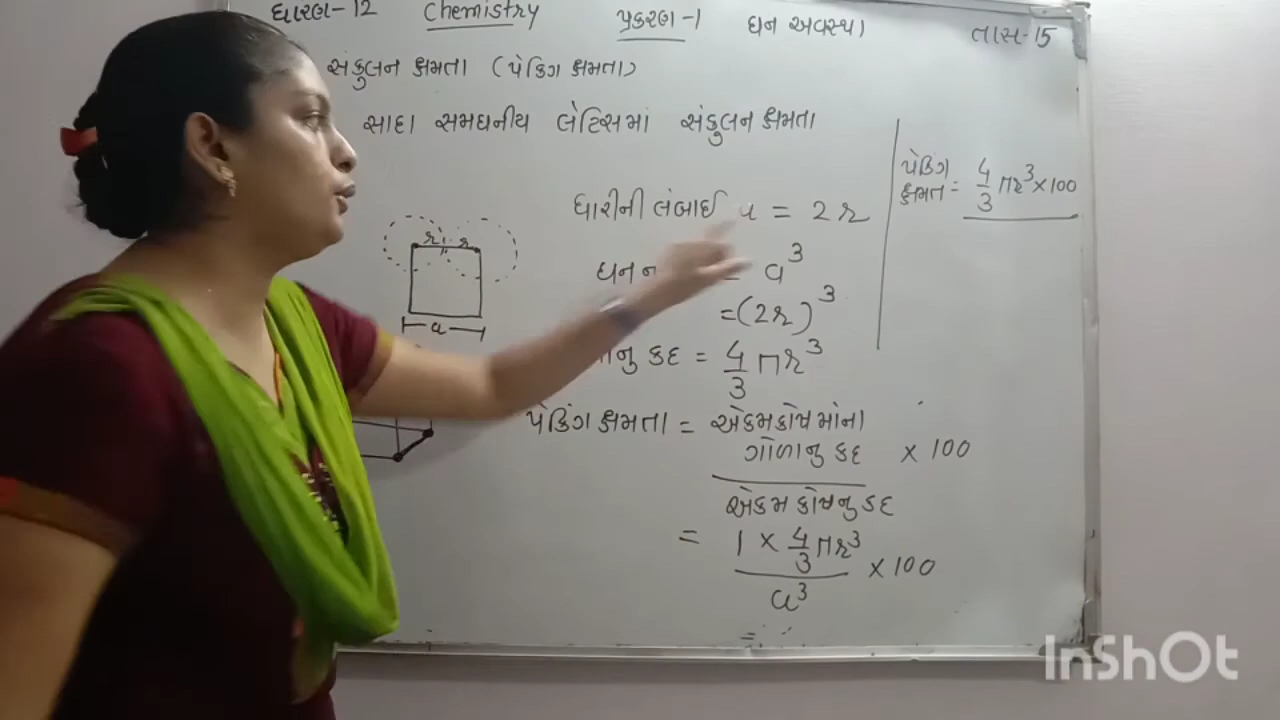 ધારણ-12 Chemistry પ્રકરણ-1 ઘન અવસ્થા તાસ-15
સંકુલન ક્ષમતા (પેકિંગ ક્ષમતા)
સાદા સમઘનીય લેટિસમાં સંકુલન ક્ષમતા
ધારીની લંબાઈ a = 2r
r r
a
ઘનન = a³
= (2r)³
કદ = 4/3 πr³
પેકિંગ ક્ષમતા = એકમકોષમાંના
ગોળાનુ કદ × 100
એકમ કોષનુ કદ
= 1 × 4/3 πr³ × 100
a³
=
પેકિંગ
ક્ષમત = 4/3 πr³ × 100
InShOt